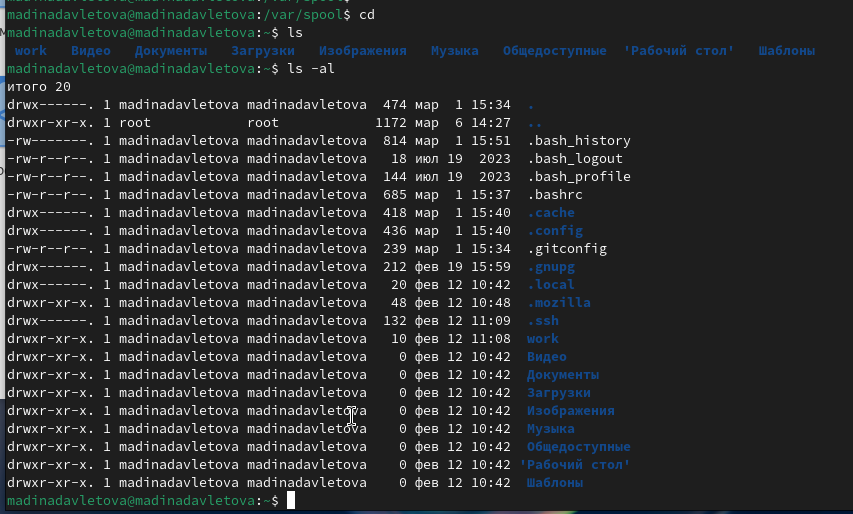 madinadavletova@madinadavletova:/var/spool$
madinadavletova@madinadavletova:/var/spool$ cd
madinadavletova@madinadavletova:~$ ls
work Видео Документы Загрузки Изображения Музыка Общедоступные 'Рабочий стол' Шаблоны
madinadavletova@madinadavletova:~$ ls -al
итого 20
drwx------. 1 madinadavletova madinadavletova 474 мар 1 15:34 .
drwxr-xr-x. 1 root root 1172 мар 6 14:27 ..
-rw-------. 1 madinadavletova madinadavletova 814 мар 1 15:51 .bash_history
-rw-r--r--. 1 madinadavletova madinadavletova 18 июл 19 2023 .bash_logout
-rw-r--r--. 1 madinadavletova madinadavletova 144 июл 19 2023 .bash_profile
-rw-r--r--. 1 madinadavletova madinadavletova 685 мар 1 15:37 .bashrc
drwx------. 1 madinadavletova madinadavletova 418 мар 1 15:40 .cache
drwx------. 1 madinadavletova madinadavletova 436 мар 1 15:40 .config
-rw-r--r--. 1 madinadavletova madinadavletova 239 мар 1 15:34 .gitconfig
drwx------. 1 madinadavletova madinadavletova 212 фев 19 15:59 .gnupg
drwx------. 1 madinadavletova madinadavletova 20 фев 12 10:42 .local
drwxr-xr-x. 1 madinadavletova madinadavletova 48 фев 12 10:48 .mozilla
drwx------. 1 madinadavletova madinadavletova 132 фев 12 11:09 .ssh
drwxr-xr-x. 1 madinadavletova madinadavletova 10 фев 12 11:08 work
drwxr-xr-x. 1 madinadavletova madinadavletova 0 фев 12 10:42 Видео
drwxr-xr-x. 1 madinadavletova madinadavletova 0 фев 12 10:42 Документы
drwxr-xr-x. 1 madinadavletova madinadavletova 0 фев 12 10:42 Загрузки
drwxr-xr-x. 1 madinadavletova madinadavletova 0 фев 12 10:42 Изображения
drwxr-xr-x. 1 madinadavletova madinadavletova 0 фев 12 10:42 Музыка
drwxr-xr-x. 1 madinadavletova madinadavletova 0 фев 12 10:42 Общедоступные
drwxr-xr-x. 1 madinadavletova madinadavletova 0 фев 12 10:42 'Рабочий стол'
drwxr-xr-x. 1 madinadavletova madinadavletova 0 фев 12 10:42 Шаблоны
madinadavletova@madinadavletova:~$